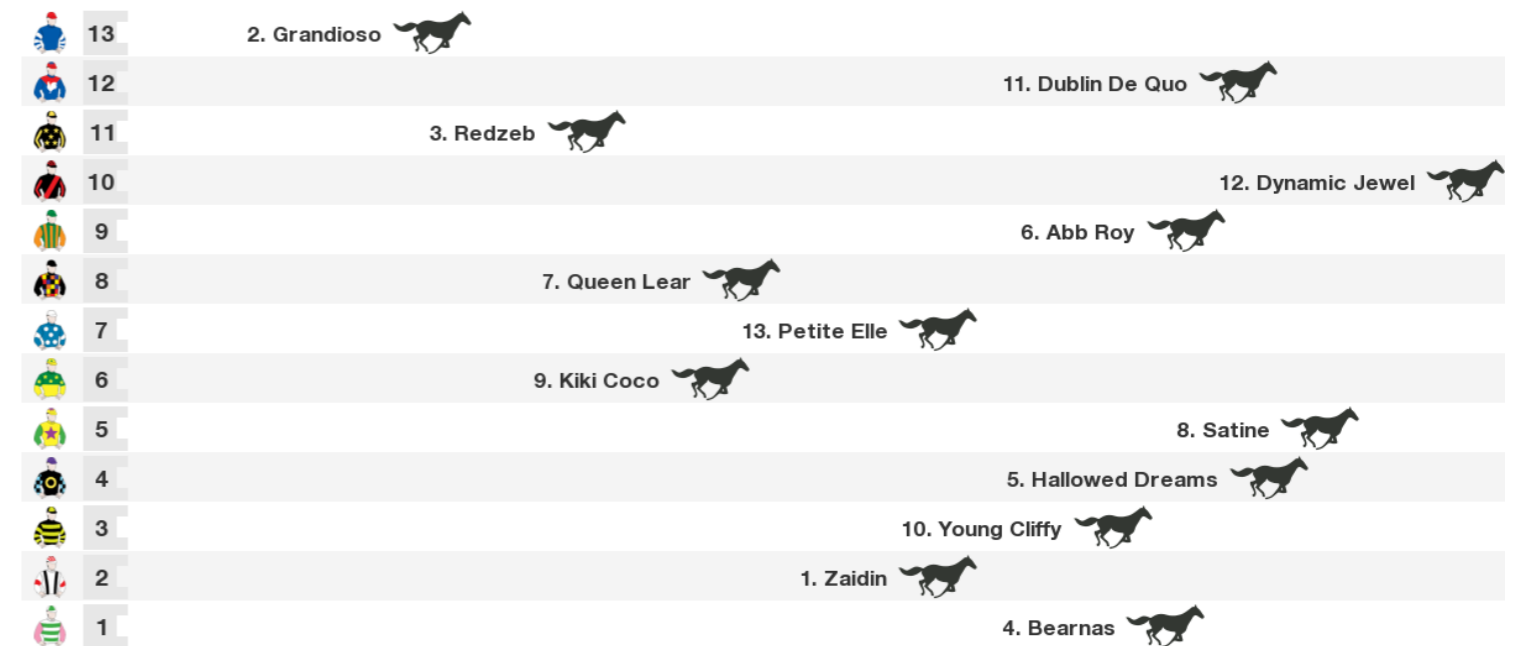 13 2. Grandioso
12 11. Dublin De Quo
11 3. Redzeb
10 12. Dynamic Jewel
9 6. Abb Roy
8 7. Queen Lear
7 13. Petite Elle
6 9. Kiki Coco
5 8. Satine
4 5. Hallowed Dreams
3 10. Young Cliffy
2 1. Zaidin
1 4. Bearnas